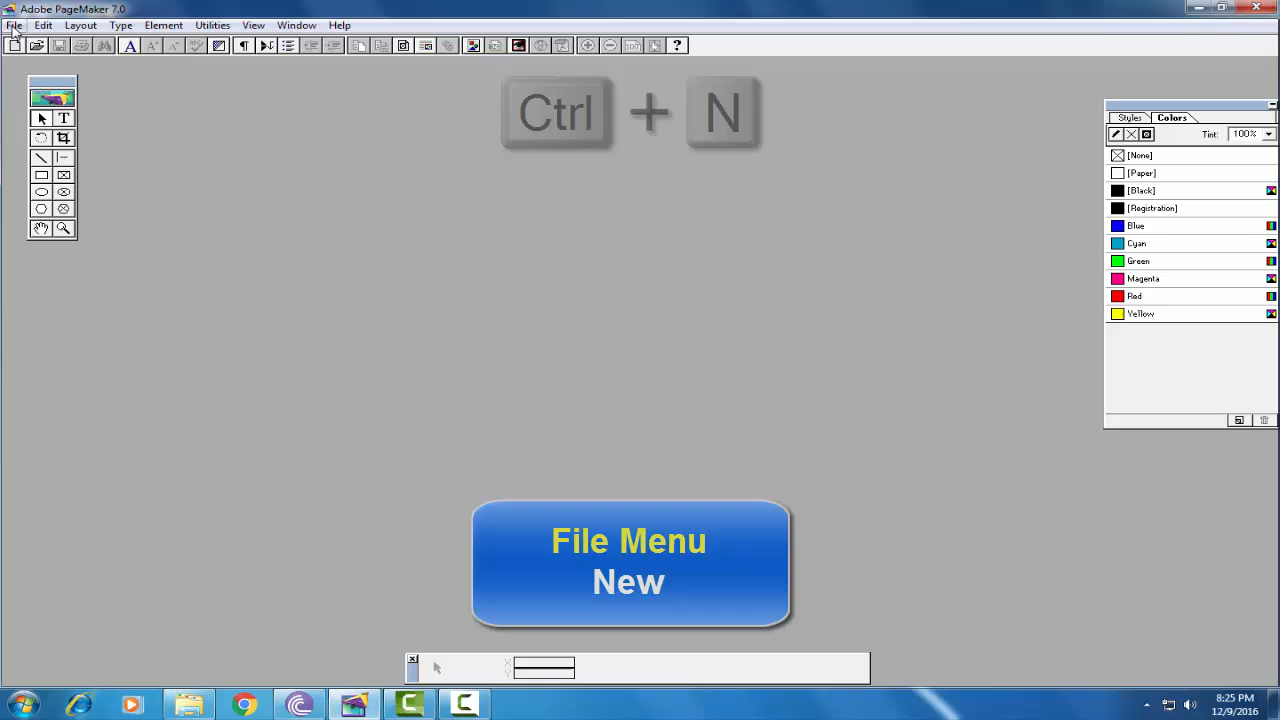 Adobe PageMaker 7.0
File Edit Layout Type Element Utilities View Window Help
Ctrl + N
Styles Colors
Tint: 100%
[None]
[Paper]
[Black]
[Registration]
Blue
Cyan
Green
Magenta
Red
Yellow
File Menu
New
X
Y
8:25 PM
12/9/2016